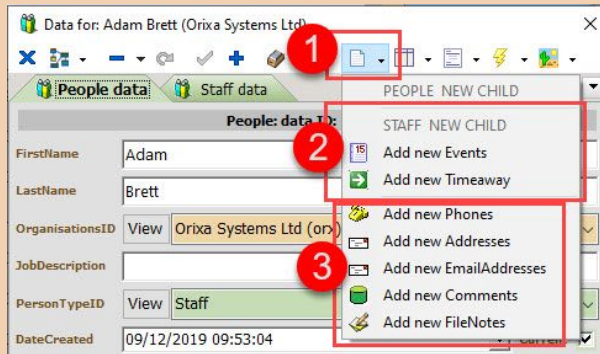 Data for: Adam Brett (Orixa Systems Ltd)
1
People data
Staff data
PEOPLE NEW CHILD
People: data ID:
STAFF NEW CHILD
2
FirstName
Adam
15
Add new Events
Add new Timeaway
LastName
Brett
Add new Phones
OrganisationsID
View
Orixa Systems Ltd (orx)
Add new Addresses
3
JobDescription
Add new EmailAddresses
Add new Comments
PersonTypeID
View
Staff
Add new FileNotes
DateCreated
09/12/2019 09:53:04
Current